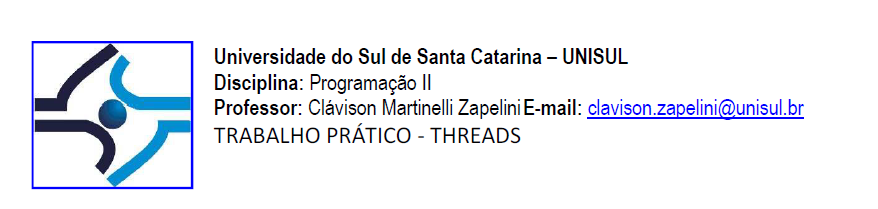 Universidade do Sul de Santa Catarina – UNISUL
Disciplina: Programação II
Professor: Clávison Martinelli Zapelini E-mail: clavison.zapelini@unisul.br
TRABALHO PRÁTICO - THREADS